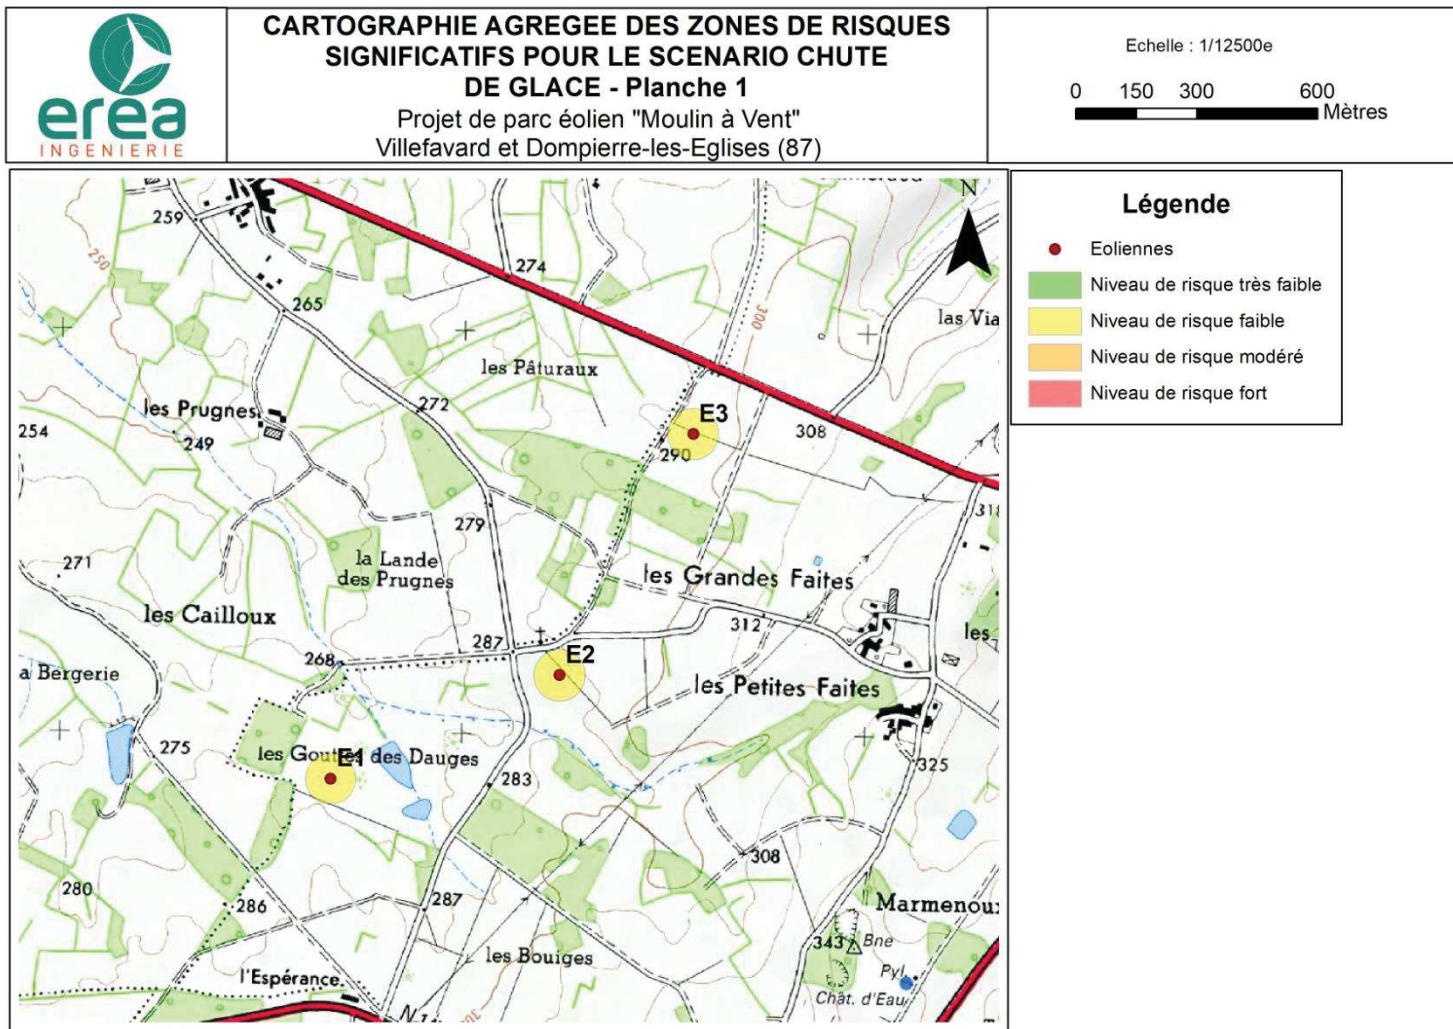 erea
INGENIERIE
CARTOGRAPHIE AGREGEE DES ZONES DE RISQUES
SIGNIFICATIFS POUR LE SCENARIO CHUTE
DE GLACE - Planche 1
Projet de parc éolien "Moulin à Vent"
Villefavard et Dompierre-les-Eglises (87)
Echelle : 1/12500e
0 150 300 600
Mètres
Légende
Eoliennes
Niveau de risque très faible
Niveau de risque faible
Niveau de risque modéré
Niveau de risque fort
N
259
250
274
265
300
las Via
les Pâturaux
les Prugnes
272
E3
254
249
290
308
318
279
271
la Lande
des Prugnes
les Grandes Faites
les Cailloux
312
287
les
268
E2
a Bergerie
les Petites Faites
275
les Gouttes des Dauges
E1
283
325
308
280
286
287
Marmenoux
343
Bne
les Bouiges
Pyl.
l'Espérance
Chât. d'Eau